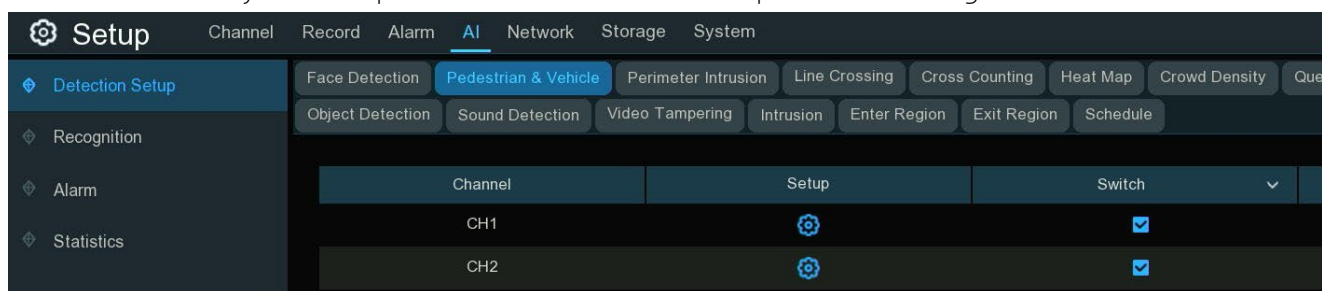 Setup Channel Record Alarm AI Network Storage System
Detection Setup
Recognition
Alarm
Statistics
Face Detection Pedestrian & Vehicle Perimeter Intrusion Line Crossing Cross Counting Heat Map Crowd Density Que
Object Detection Sound Detection Video Tampering Intrusion Enter Region Exit Region Schedule
Channel Setup Switch
CH1
CH2